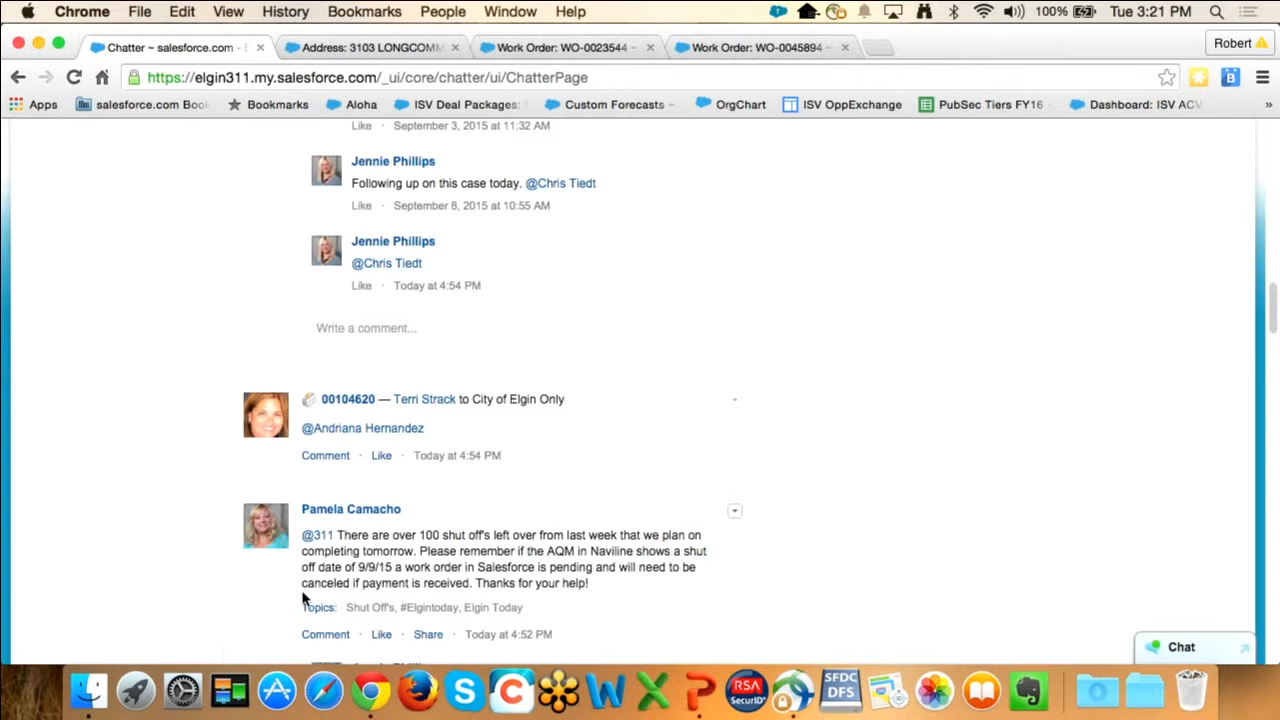 Chrome File Edit View History Bookmarks People Window Help 100% Tue 3:21 PM
Chatter ~ salesforce.com - E Address: 3103 LONGCOMM Work Order: WO-0023544 ~ Work Order: WO-0045894 ~ Robert
https://elgin311.my.salesforce.com/_ui/core/chatter/ui/ChatterPage
Apps salesforce.com Book Bookmarks Aloha ISV Deal Packages: Custom Forecasts ~ OrgChart ISV OppExchange PubSec Tiers FY16 Dashboard: ISV ACV »
Like · September 3, 2015 at 11:32 AM
Jennie Phillips
Following up on this case today. @Chris Tiedt
Like · September 8, 2015 at 10:55 AM
Jennie Phillips
@Chris Tiedt
Like · Today at 4:54 PM
Write a comment...
00104620 — Terri Strack to City of Elgin Only
@Andriana Hernandez
Comment · Like · Today at 4:54 PM
Pamela Camacho
@311 There are over 100 shut off's left over from last week that we plan on
completing tomorrow. Please remember if the AQM in Naviline shows a shut
off date of 9/9/15 a work order in Salesforce is pending and will need to be
canceled if payment is received. Thanks for your help!
Topics: Shut Off's, #Elgintoday, Elgin Today
Comment · Like · Share · Today at 4:52 PM
Chat
RSA
SecurID
SFDC
DFS